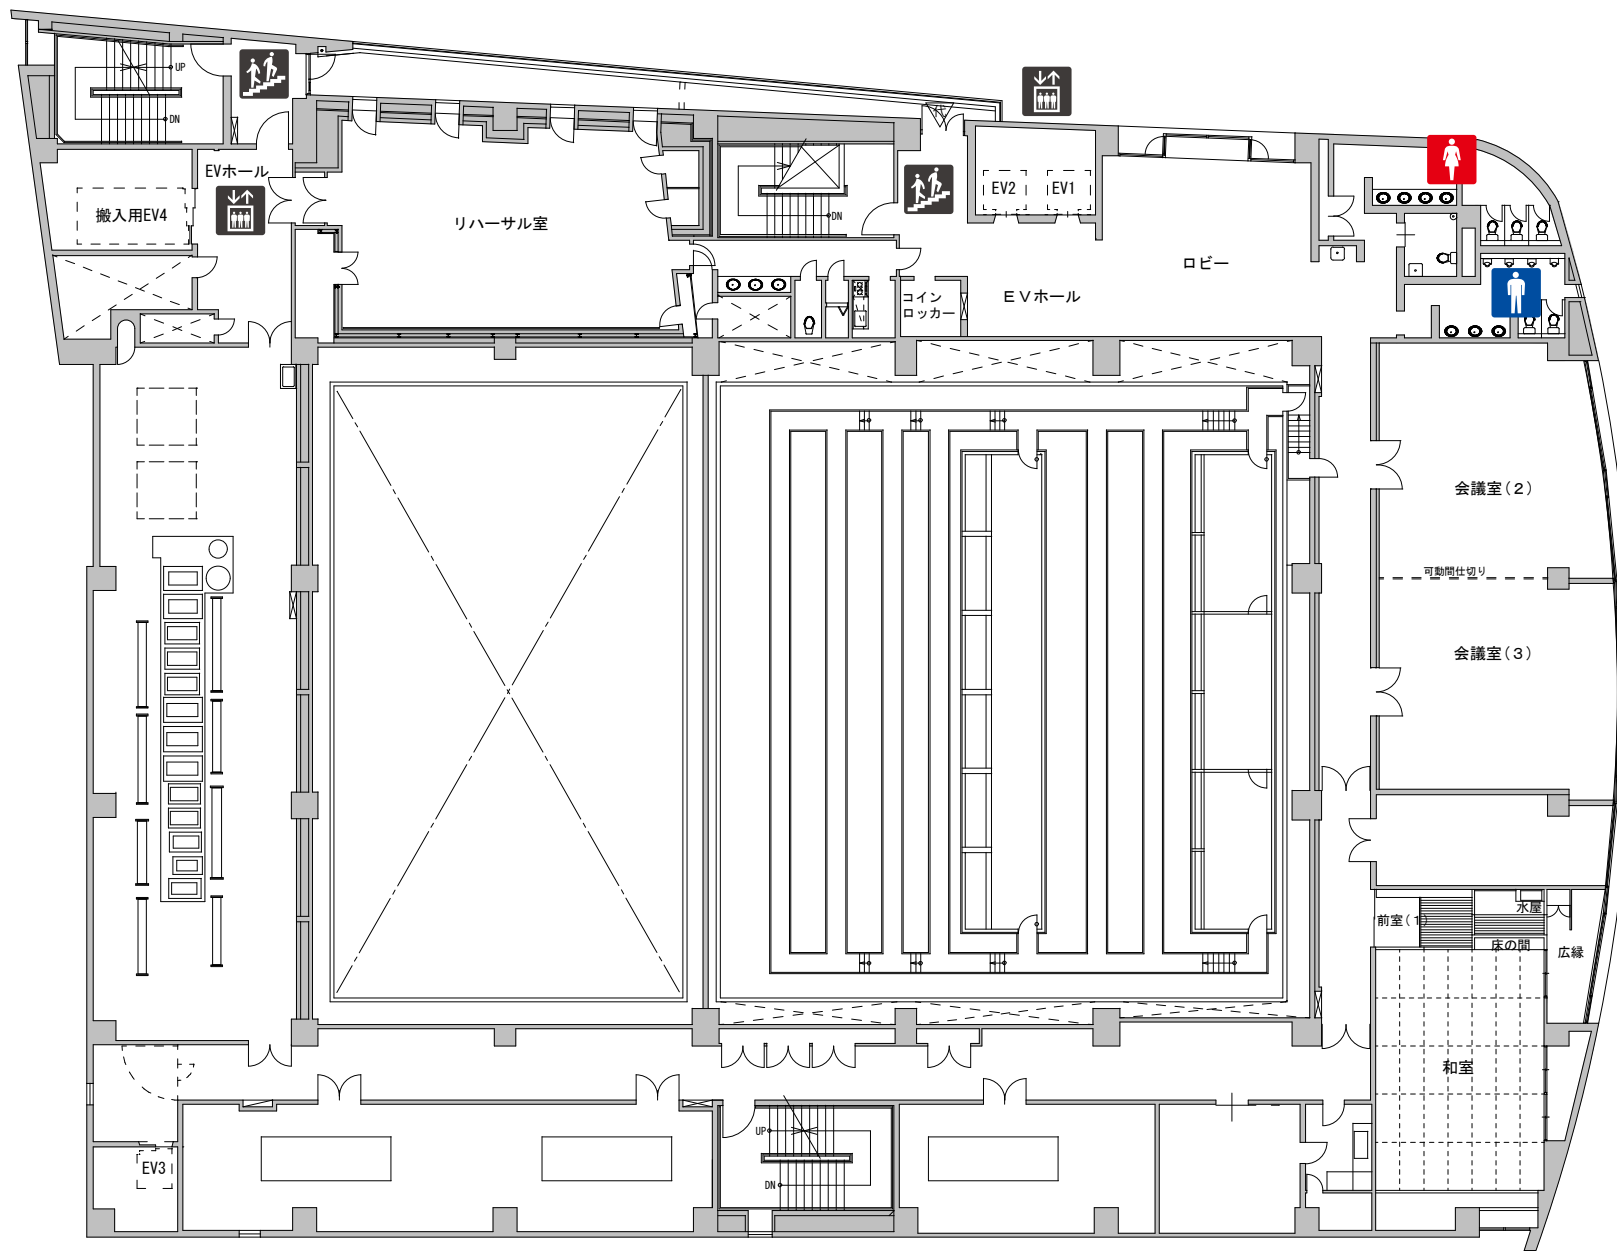 UP
DN
EVホール
搬入用EV4
リハーサル室
DN
EV2
EV1
ロビー
コイン
ロッカー
EVホール
会議室(2)
可動間仕切り
会議室(3)
前室(1)
水屋
床の間
広縁
和室
UP
DN
EV3